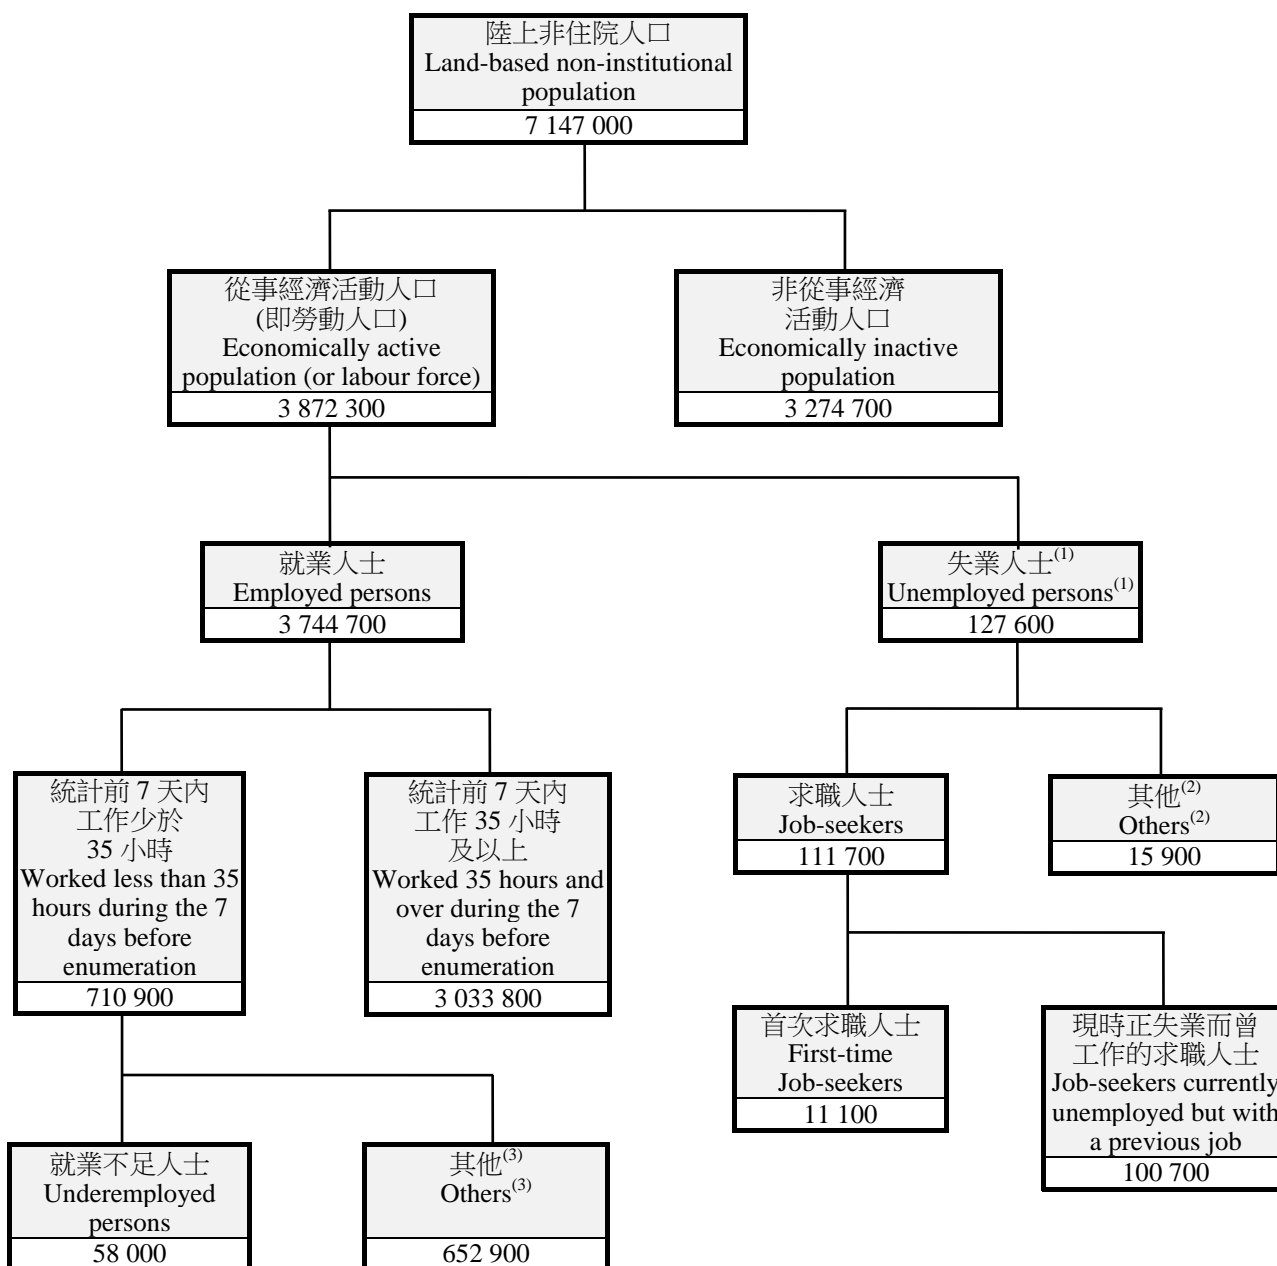 陸上非住院人口
Land-based non-institutional
population
7 147 000
從事經濟活動人口
(即勞動人口)
Economically active
population (or labour force)
3 872 300
非從事經濟
活動人口
Economically inactive
population
3 274 700
就業人士
Employed persons
3 744 700
失業人士(1)
Unemployed persons(1)
127 600
統計前 7 天內
工作少於
35 小時
Worked less than 35
hours during the 7
days before
enumeration
710 900
統計前 7 天內
工作 35 小時
及以上
Worked 35 hours and
over during the 7
days before
enumeration
3 033 800
求職人士
Job-seekers
111 700
其他(2)
Others(2)
15 900
就業不足人士
Underemployed
persons
58 000
其他(3)
Others(3)
652 900
首次求職人士
First-time
Job-seekers
11 100
現時正失業而曾
工作的求職人士
Job-seekers currently
unemployed but with
a previous job
100 700